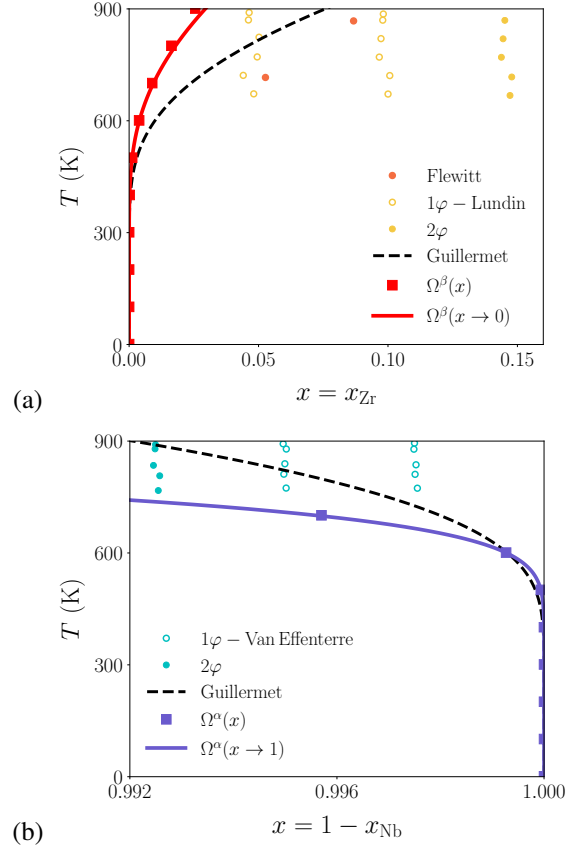 900
600
300
0
T (K)
Flewitt
1φ − Lundin
2φ
Guillermet
Ω^β(x)
Ω^β(x → 0)
0.00 0.05 0.10 0.15
x = x_Zr
(a)
900
600
300
0
T (K)
1φ − Van Effenterre
2φ
Guillermet
Ω^α(x)
Ω^α(x → 1)
0.992 0.996 1.000
x = 1 − x_Nb
(b)